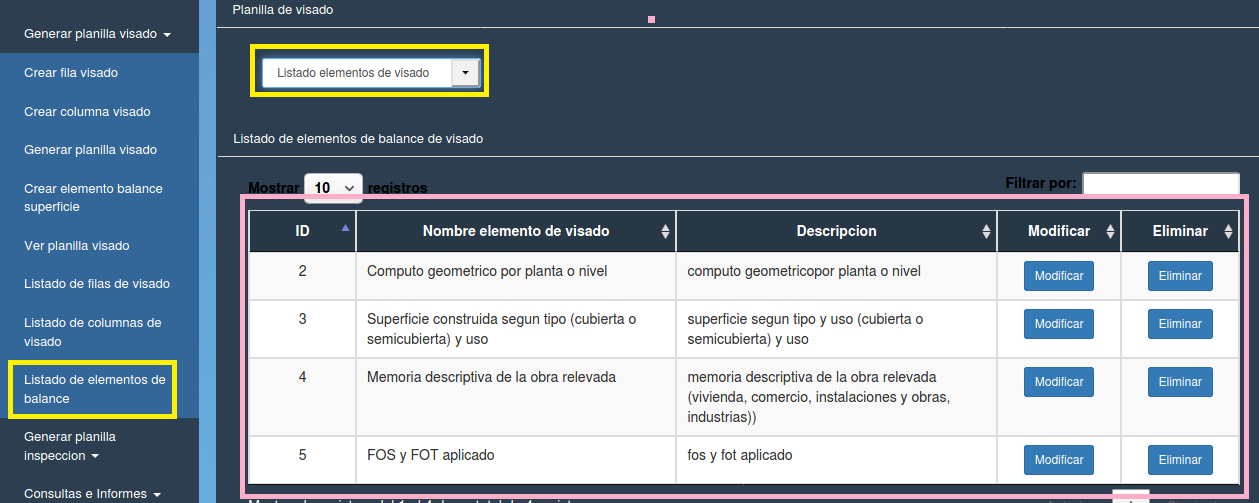 Generar planilla visado
Crear fila visado
Crear columna visado
Generar planilla visado
Crear elemento balance
superficie
Ver planilla visado
Listado de filas de visado
Listado de columnas de
visado
Listado de elementos de
balance
Generar planilla
inspeccion
Consultas e Informes
Planilla de visado
Listado elementos de visado
Listado de elementos de balance de visado
Mostrar 10 registros
Filtrar por:
ID Nombre elemento de visado Descripcion Modificar Eliminar
2 Computo geometrico por planta o nivel computo geometricopor planta o nivel Modificar Eliminar
3 Superficie construida segun tipo (cubierta o superficie segun tipo y uso (cubierta o Modificar Eliminar
semicubierta) y uso semicubierta) y uso
4 Memoria descriptiva de la obra relevada memoria descriptiva de la obra relevada Modificar Eliminar
(vivienda, comercio, instalaciones y obras,
industrias))
5 FOS y FOT aplicado fos y fot aplicado Modificar Eliminar